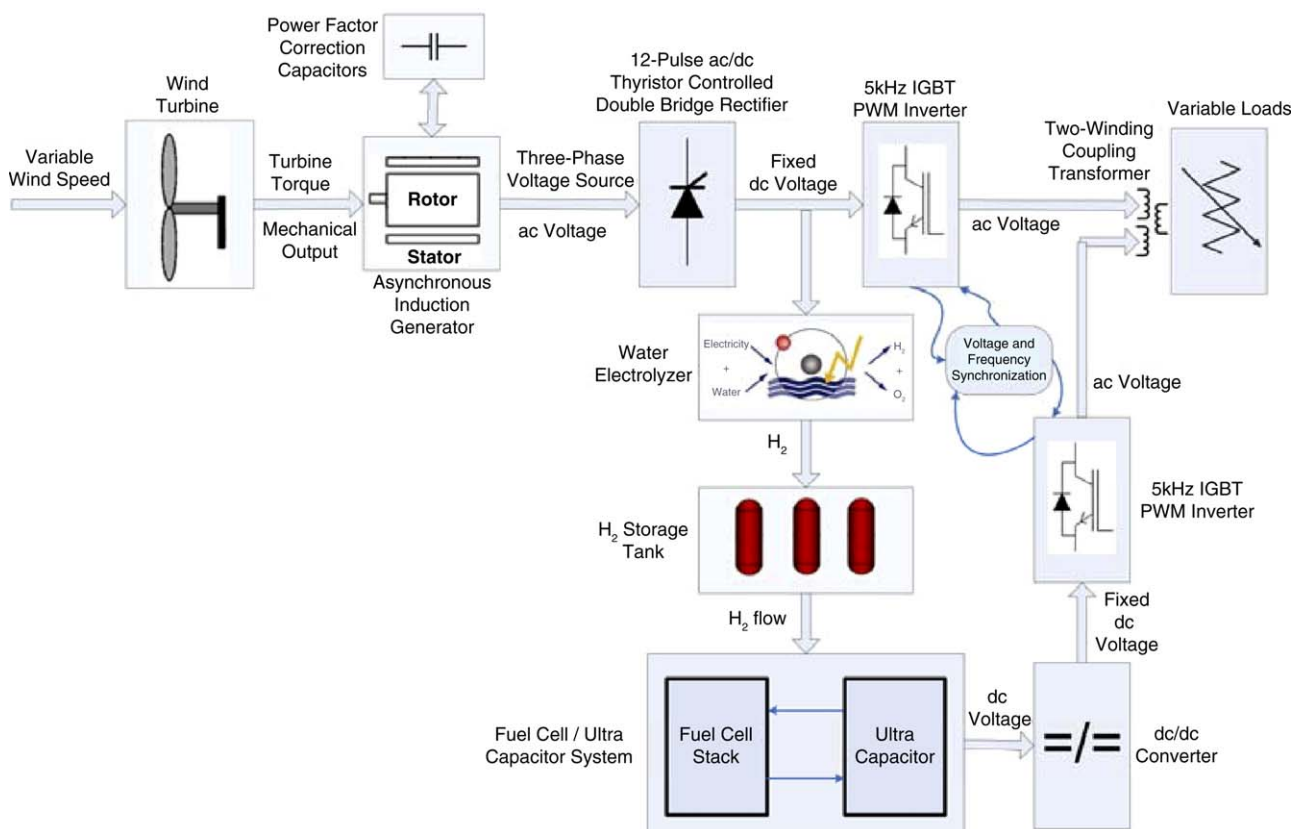 Power Factor
Correction
Capacitors
Wind
Turbine
12-Pulse ac/dc
Thyristor Controlled
Double Bridge Rectifier
5kHz IGBT
PWM Inverter
Variable Loads
Two-Winding
Coupling
Transformer
Variable
Wind Speed
Turbine
Torque
Mechanical
Output
Rotor
Stator
Asynchronous
Induction
Generator
Three-Phase
Voltage Source
ac Voltage
Fixed
dc Voltage
ac Voltage
Water
Electrolyzer
Electricity
+
Water
H₂
+
O₂
Voltage and
Frequency
Synchronization
ac Voltage
H₂
5kHz IGBT
PWM Inverter
H₂ Storage
Tank
H₂ flow
Fixed
dc
Voltage
Fuel Cell / Ultra
Capacitor System
Fuel Cell
Stack
Ultra
Capacitor
dc
Voltage
=/=
dc/dc
Converter